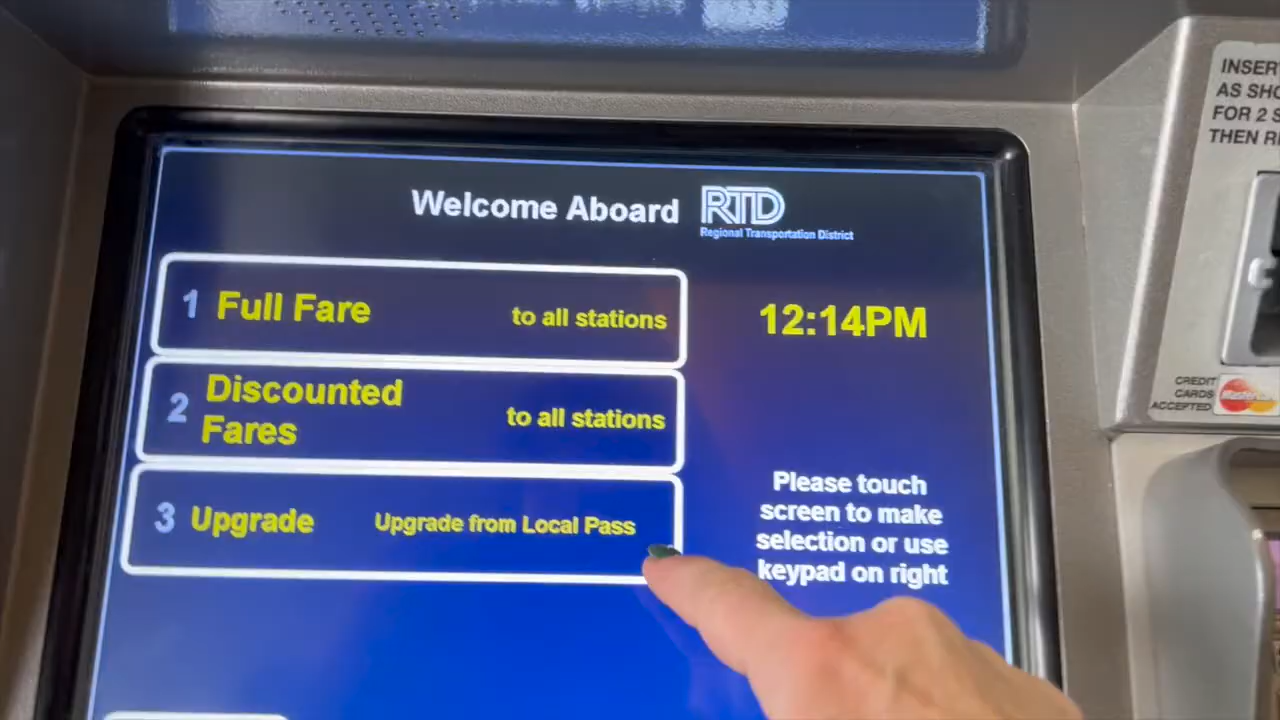 Welcome Aboard RTD
Regional Transportation District
1 Full Fare to all stations
12:14PM
2 Discounted
Fares to all stations
3 Upgrade Upgrade from Local Pass
Please touch
screen to make
selection or use
keypad on right
AS
FOR 2
THEN
CREDIT
CARDS
ACCEPTED
MasterCard